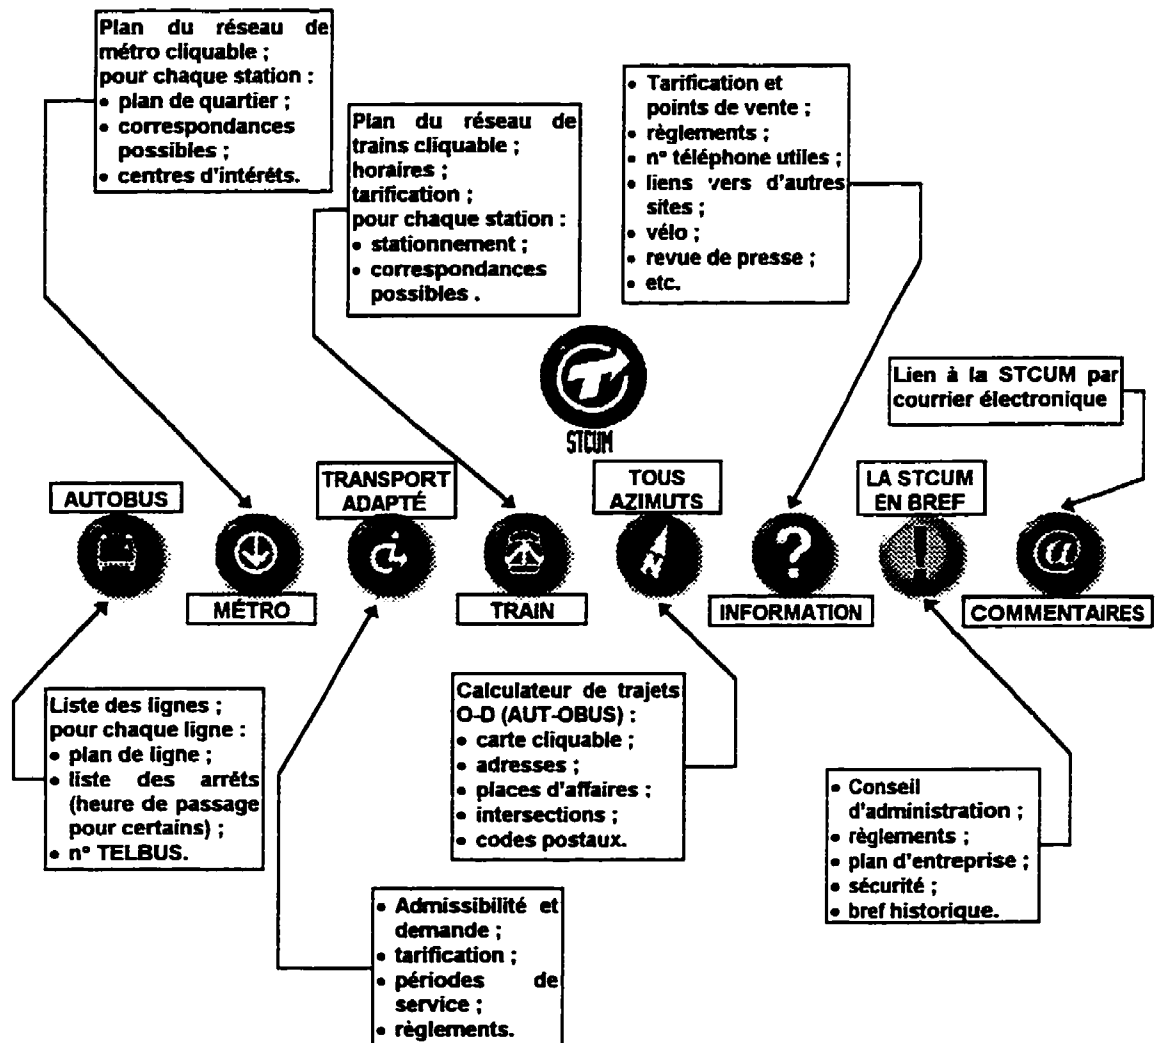 Plan du réseau de
métro cliquable ;
pour chaque station :
• plan de quartier ;
• correspondances
possibles ;
• centres d'intérêts.
Plan du réseau de
trains cliquable ;
horaires ;
tarification ;
pour chaque station :
• stationnement ;
• correspondances
possibles .
• Tarification et
points de vente ;
• règlements ;
• n° téléphone utiles ;
• liens vers d'autres
sites ;
• vélo ;
• revue de presse ;
• etc.
STCUM
Lien à la STCUM par
courrier électronique
AUTOBUS
MÉTRO
TRANSPORT
ADAPTÉ
TRAIN
TOUS
AZIMUTS
N
?
INFORMATION
LA STCUM
EN BREF
!
@
COMMENTAIRES
Liste des lignes ;
pour chaque ligne :
• plan de ligne ;
• liste des arrêts
(heure de passage
pour certains) ;
• n° TELBUS.
• Admissibilité et
demande ;
• tarification ;
• périodes de
service ;
• règlements.
Calculateur de trajets
O-D (AUT-OBUS) :
• carte cliquable ;
• adresses ;
• places d'affaires ;
• intersections ;
• codes postaux.
• Conseil
d'administration ;
• règlements ;
• plan d'entreprise ;
• sécurité ;
• bref historique.